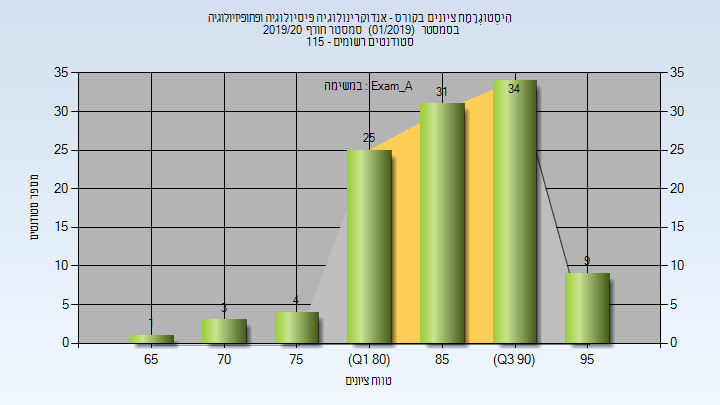 היסְטוּגְרָמַת ציונים בקורס - אנדוקרינולוגיה פיסיולוגיה ופתופיזיולוגיה
בסמסטר (01/2019) סמסטר חורף 2019/20
סטודנטים רשומים - 115
במשימה : Exam_A
35 35
30 30
25 25
20 20
15 15
10 10
5 5
0 0
1 3 4 25 31 34 9
65 70 75 (Q1 80) 85 (Q3 90) 95
מספר סטודנטים
טווח ציונים